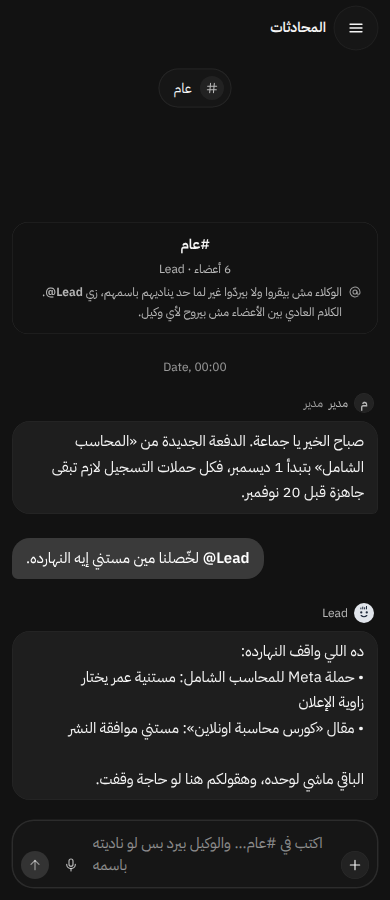 المحادثات
# عام
#عام
6 أعضاء · Lead
@ الوكلاء مش بيقروا ولا بيردّوا غير لما حد يناديهم باسمهم، زي @Lead.
الكلام العادي بين الأعضاء مش بيروح لأي وكيل.
Date, 00:00
م مدير مدير
صباح الخير يا جماعة. الدفعة الجديدة من «المحاسب
الشامل» بتبدأ 1 ديسمبر، فكل حملات التسجيل لازم تبقى
جاهزة قبل 20 نوفمبر.
@Lead لخّصلنا مين مستني إيه النهارده.
Lead
ده اللي واقف النهارده:
• حملة Meta للمحاسب الشامل: مستنية عمر يختار
زاوية الإعلان
• مقال «كورس محاسبة اونلاين»: مستني موافقة النشر
الباقي ماشي لوحده، وهقولكم هنا لو حاجة وقفت.
اكتب في #عام... والوكيل بيرد بس لو ناديته
باسمه